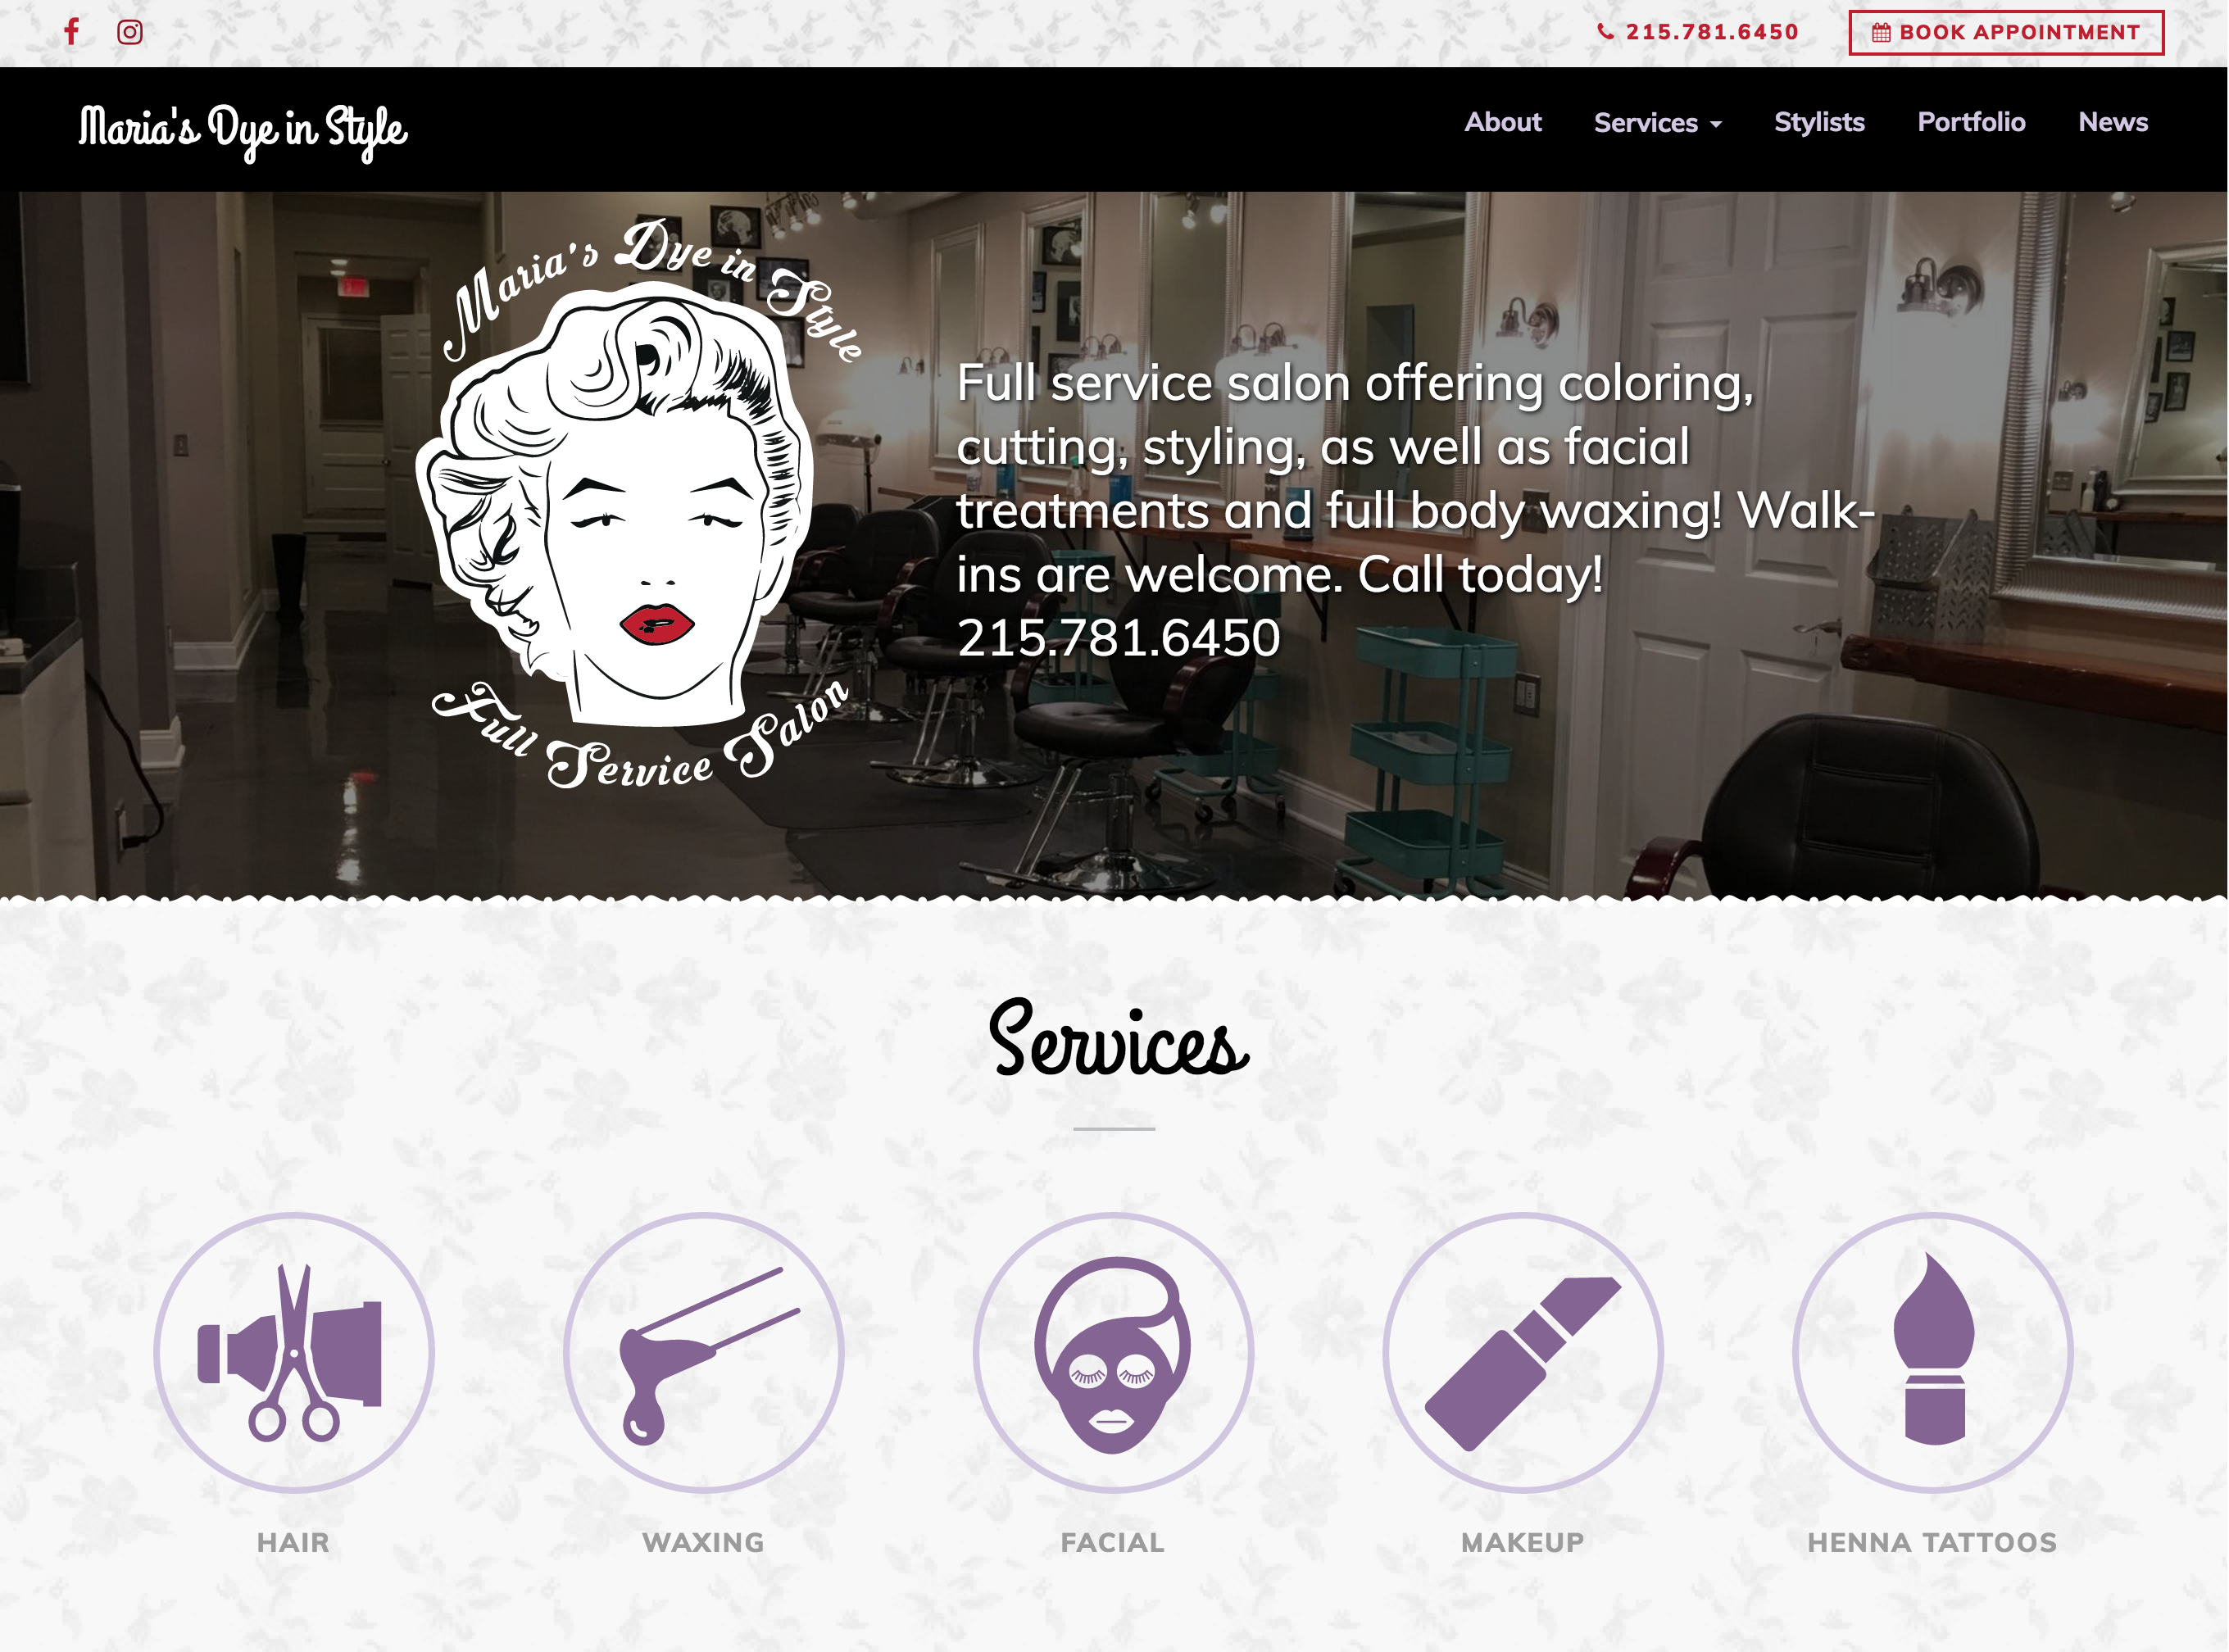 215.781.6450
BOOK APPOINTMENT
Maria's Dye in Style
About Services Stylists Portfolio News
Maria's Dye in Style
Full service salon offering coloring,
cutting, styling, as well as facial
treatments and full body waxing! Walk-
ins are welcome. Call today!
215.781.6450
Full Service Salon
Services
HAIR
WAXING
FACIAL
MAKEUP
HENNA TATTOOS